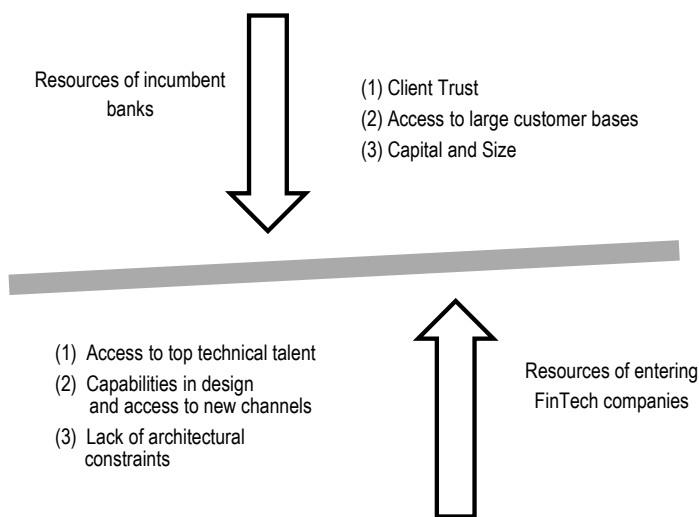 Resources of incumbent
banks
(1) Client Trust
(2) Access to large customer bases
(3) Capital and Size
(1) Access to top technical talent
(2) Capabilities in design
and access to new channels
(3) Lack of architectural
constraints
Resources of entering
FinTech companies